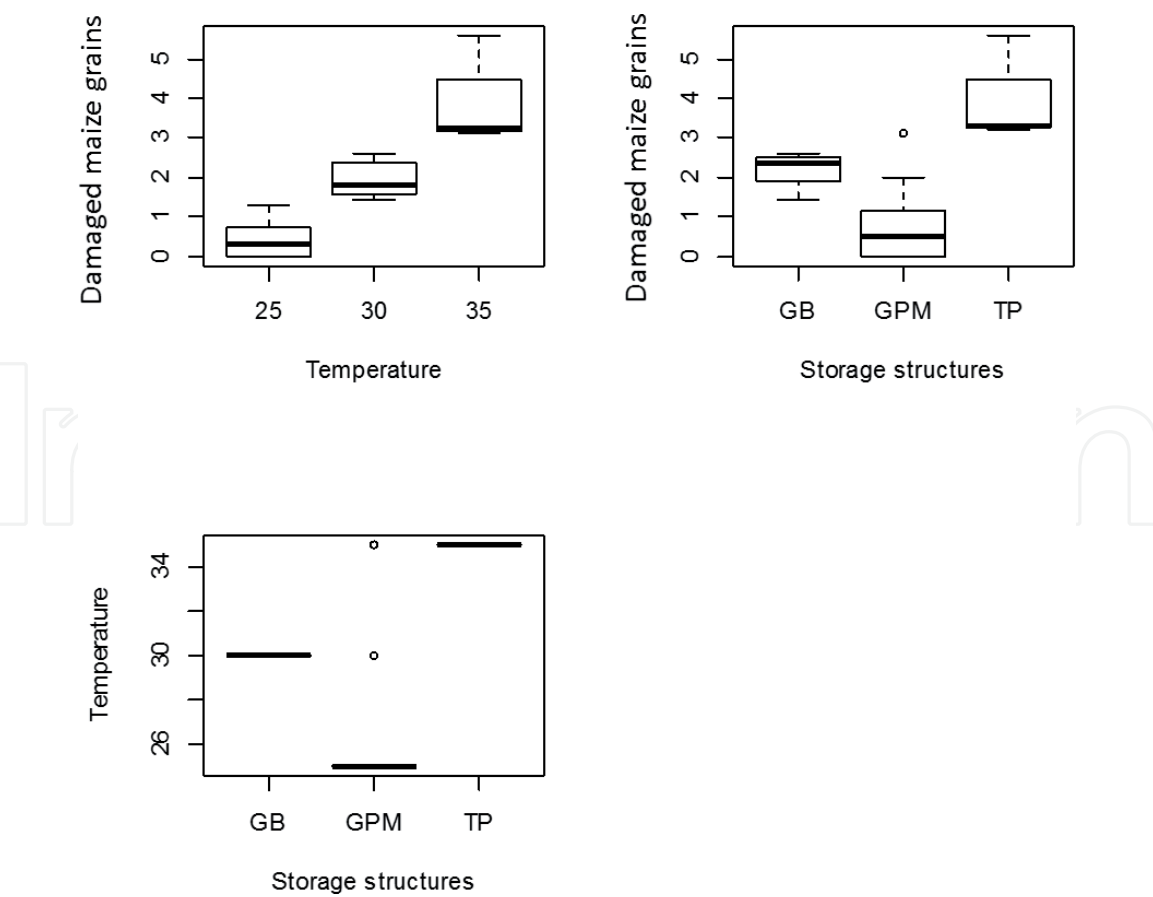 Damaged maize grains
5
4
3
2
1
0
25 30 35
Temperature
Damaged maize grains
5
4
3
2
1
0
GB GPM TP
Storage structures
Temperature
34
30
26
GB GPM TP
Storage structures